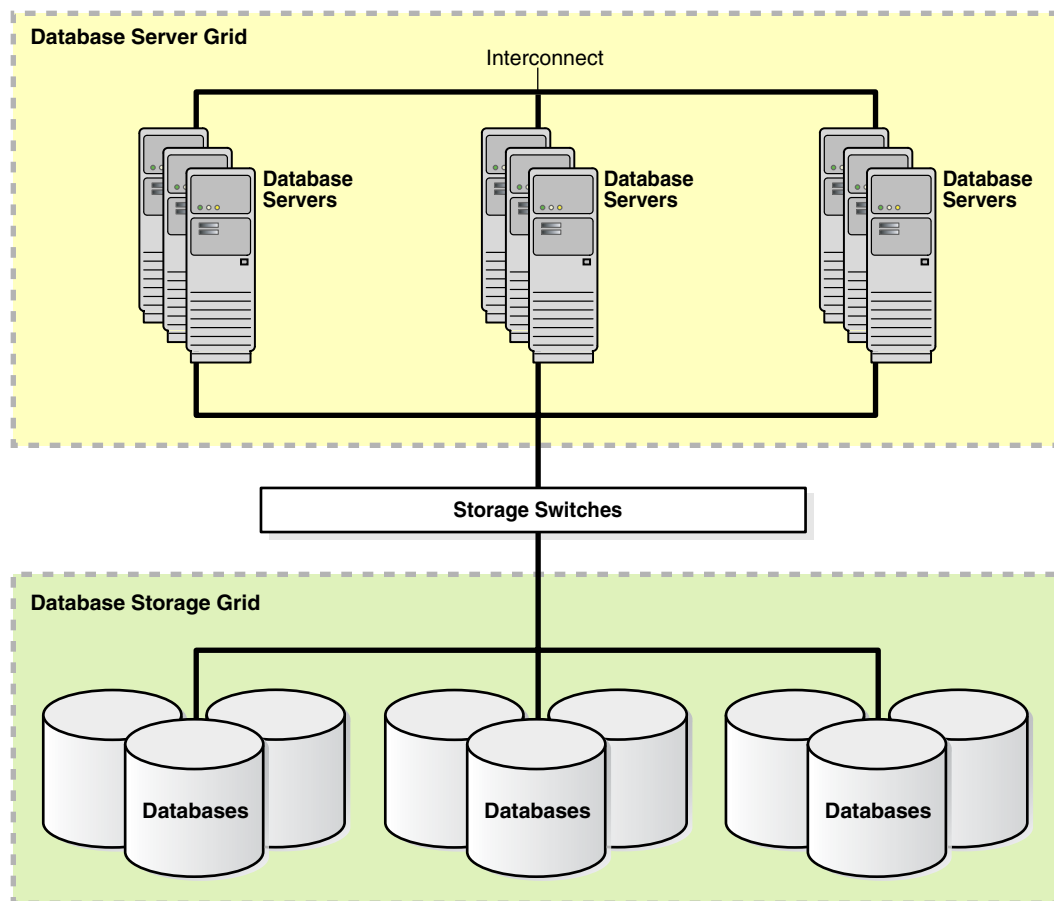 Database Server Grid
Interconnect
Database
Servers
Database
Servers
Database
Servers
Storage Switches
Database Storage Grid
Databases
Databases
Databases